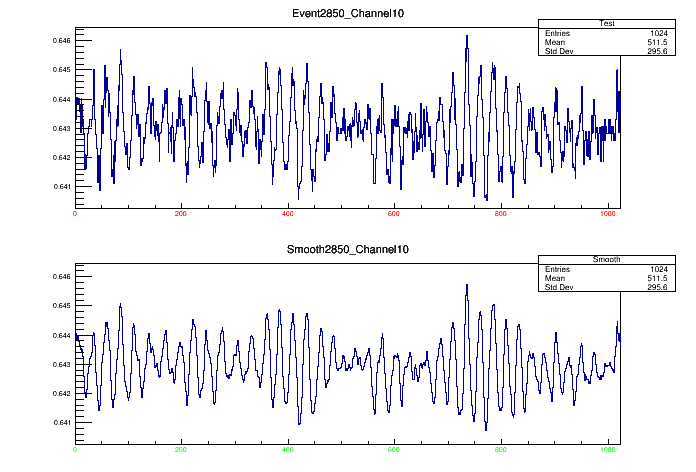 Event2850_Channel10
Test
Entries 1024
Mean 511.5
Std Dev 295.6
0.646
0.645
0.644
0.643
0.642
0.641
0 200 400 600 800 1000
Smooth2850_Channel10
Smooth
Entries 1024
Mean 511.5
Std Dev 295.6
0.646
0.645
0.644
0.643
0.642
0.641
0 200 400 600 800 1000